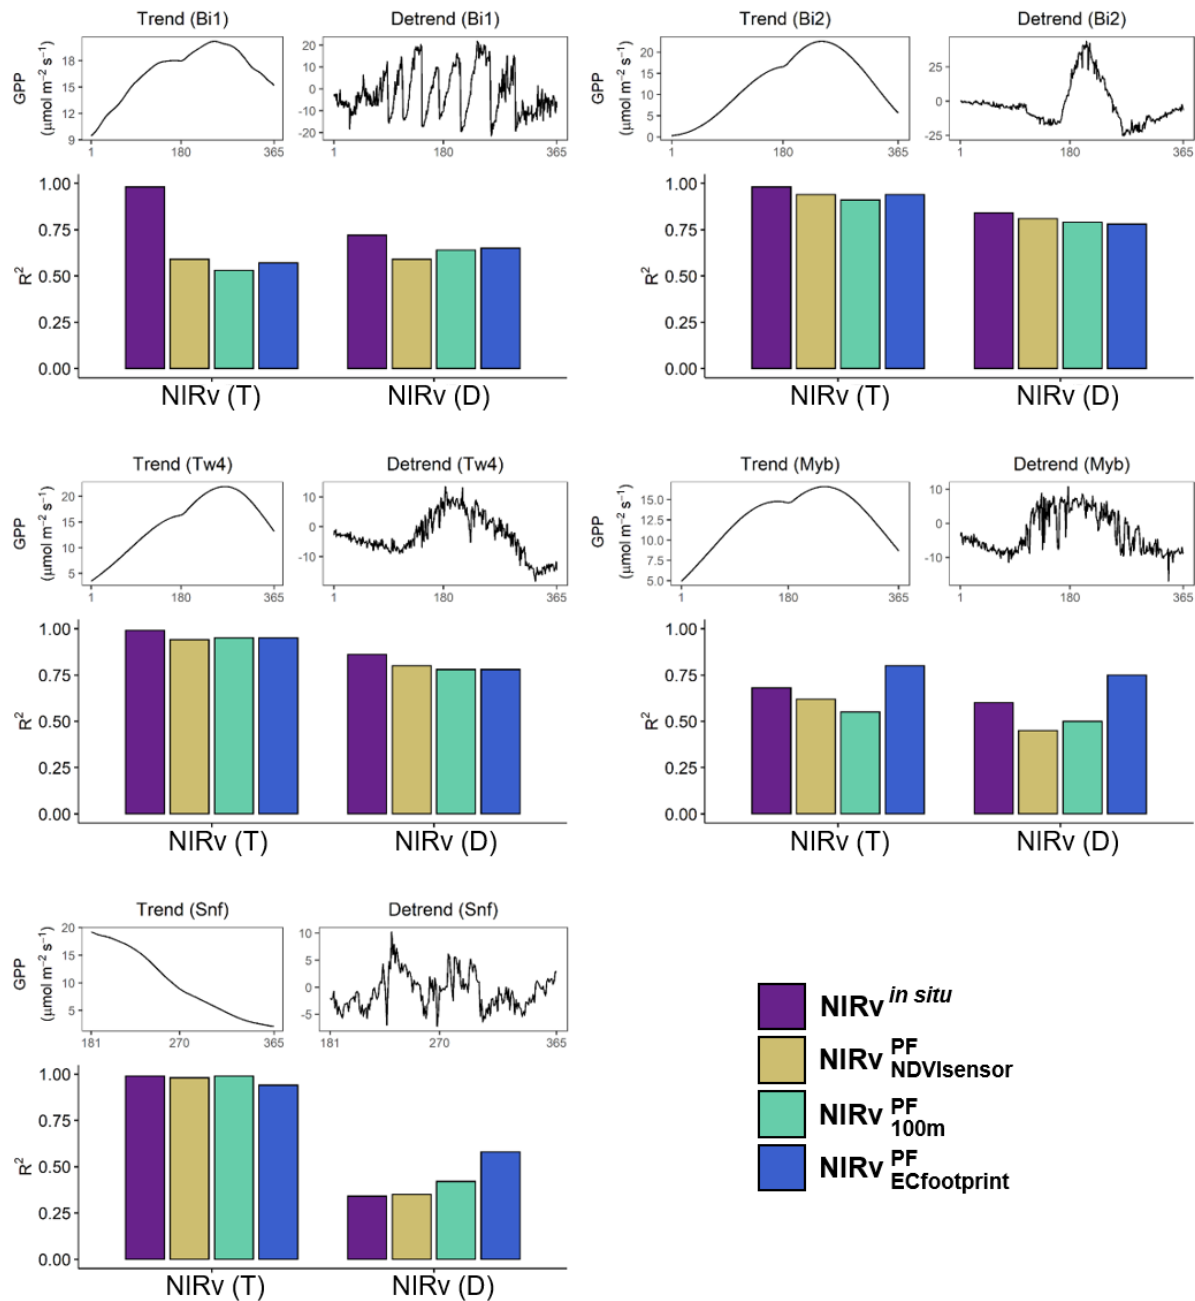 Trend (Bi1)
Detrend (Bi1)
GPP
(μmol m⁻² s⁻¹)
18
15
12
9
1
180
365
20
10
0
-10
-20
1
180
365
R²
1.00
0.75
0.50
0.25
0.00
NIRv (T)
NIRv (D)
Trend (Bi2)
Detrend (Bi2)
GPP
(μmol m⁻² s⁻¹)
20
15
10
5
0
1
180
365
25
0
-25
1
180
365
R²
1.00
0.75
0.50
0.25
0.00
NIRv (T)
NIRv (D)
Trend (Tw4)
Detrend (Tw4)
GPP
(μmol m⁻² s⁻¹)
20
15
10
5
1
180
365
10
0
-10
1
180
365
R²
1.00
0.75
0.50
0.25
0.00
NIRv (T)
NIRv (D)
Trend (Myb)
Detrend (Myb)
GPP
(μmol m⁻² s⁻¹)
15.0
12.5
10.0
7.5
5.0
1
180
365
10
0
-10
1
180
365
R²
1.00
0.75
0.50
0.25
0.00
NIRv (T)
NIRv (D)
Trend (Snf)
Detrend (Snf)
GPP
(μmol m⁻² s⁻¹)
20
15
10
5
181
270
365
10
5
0
-5
181
270
365
R²
1.00
0.75
0.50
0.25
0.00
NIRv (T)
NIRv (D)
NIRv in situ
NIRv PF NDVIsensor
NIRv PF 100m
NIRv PF ECfootprint